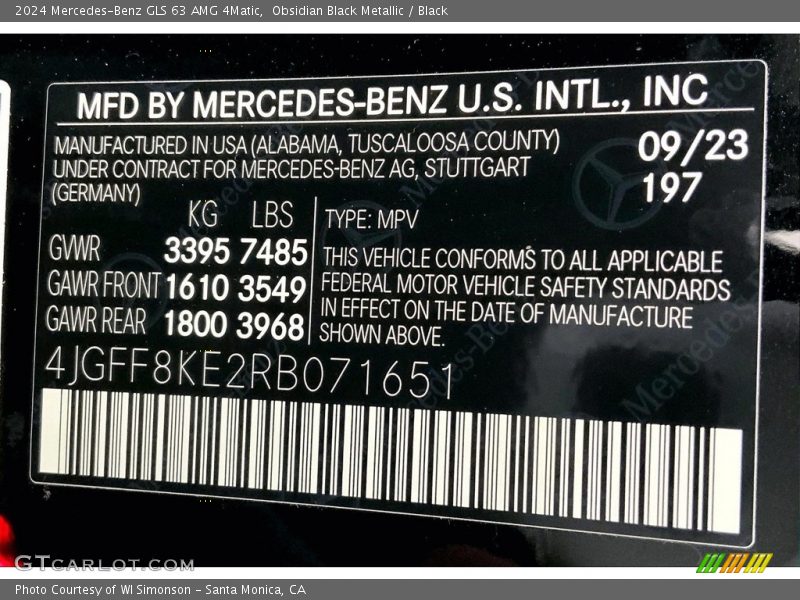 2024 Mercedes-Benz GLS 63 AMG 4Matic,  Obsidian Black Metallic / Black
MFD BY MERCEDES-BENZ U.S. INTL., INC
MANUFACTURED IN USA (ALABAMA, TUSCALOOSA COUNTY)
UNDER CONTRACT FOR MERCEDES-BENZ AG, STUTTGART
(GERMANY)
09/23
197
KG LBS
GVWR 3395 7485
GAWR FRONT 1610 3549
GAWR REAR 1800 3968
TYPE: MPV
THIS VEHICLE CONFORMS TO ALL APPLICABLE
FEDERAL MOTOR VEHICLE SAFETY STANDARDS
IN EFFECT ON THE DATE OF MANUFACTURE
SHOWN ABOVE.
4JGFF8KE2RB071651
GTCARLOT.COM
Photo Courtesy of WI Simonson - Santa Monica, CA